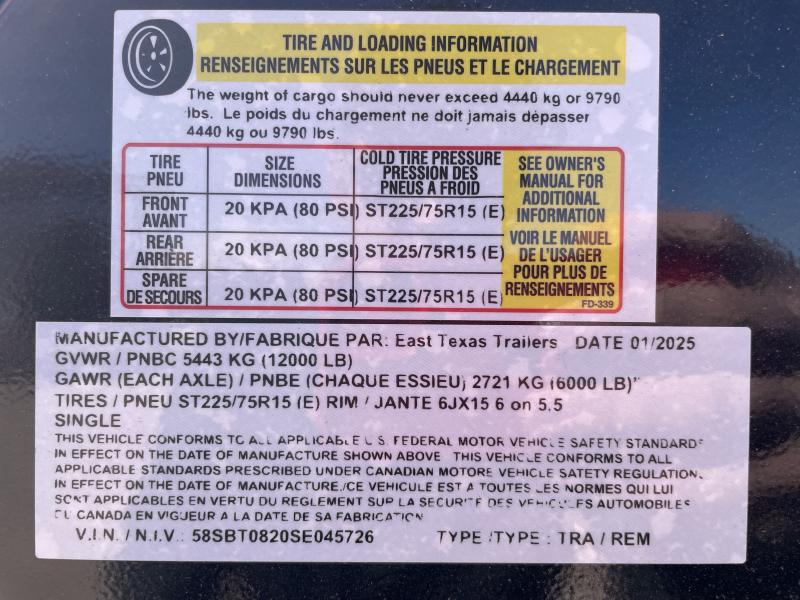 TIRE AND LOADING INFORMATION
RENSEIGNEMENTS SUR LES PNEUS ET LE CHARGEMENT
The weight of cargo should never exceed 4440 kg or 9790
lbs. Le poids du chargement ne doit jamais dépasser
4440 kg ou 9790 lbs.
TIRE PNEU SIZE DIMENSIONS COLD TIRE PRESSURE PRESSION DES PNEUS A FROID
FRONT AVANT 20 KPA (80 PSI) ST225/75R15 (E)
REAR ARRIÈRE 20 KPA (80 PSI) ST225/75R15 (E)
SPARE DE SECOURS 20 KPA (80 PSI) ST225/75R15 (E)
SEE OWNER'S
MANUAL FOR
ADDITIONAL
INFORMATION
VOIR LE MANUEL
DE L'USAGER
POUR PLUS DE
RENSEIGNEMENTS
FD-339
MANUFACTURED BY/FABRIQUE PAR: East Texas Trailers DATE 01/2025
GVWR / PNBC 5443 KG (12000 LB)
GAWR (EACH AXLE) / PNBE (CHAQUE ESSIEU) 2721 KG (6000 LB)"
TIRES / PNEU ST225/75R15 (E) RIM / JANTE 6JX15 6 on 5.5
SINGLE
THIS VEHICLE CONFORMS TO ALL APPLICABLE U.S. FEDERAL MOTOR VEHICLE SAFETY STANDARDS
IN EFFECT ON THE DATE OF MANUFACTURE SHOWN ABOVE THIS VEHICLE CONFORMS TO ALL
APPLICABLE STANDARDS PRESCRIBED UNDER CANADIAN MOTORE VEHICLE SATETY REGULATION.
IN EFFECT ON THE DATE OF MANUFACTURE./CE VEHICULE EST A TOUTES LES NORMES QUI LUI
SONT APPLICABLES EN VERTU DU REGLEMENT SUR LA SECURITE DES VEHICULES AUTOMOBILES
DU CANADA EN VIGUEUR A LA DATE DE SA FABRICATION
V.I.N. / N.I.V.: 58SBT0820SE045726 TYPE /TYPE : TRA / REM